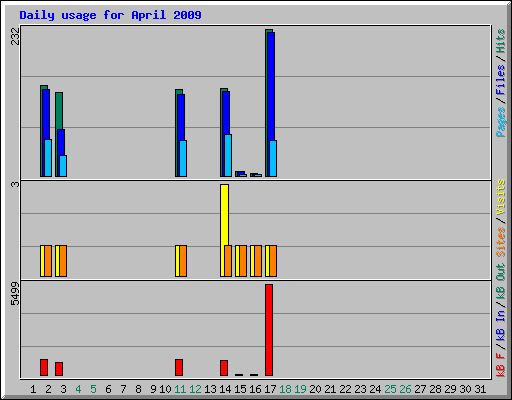 Daily usage for April 2009
232
Pages / Files / Hits
3
Sites / Visits
5499
kB F / kB In / kB Out
1 2 3 4 5 6 7 8 9 10 11 12 13 14 15 16 17 18 19 20 21 22 23 24 25 26 27 28 29 30 31